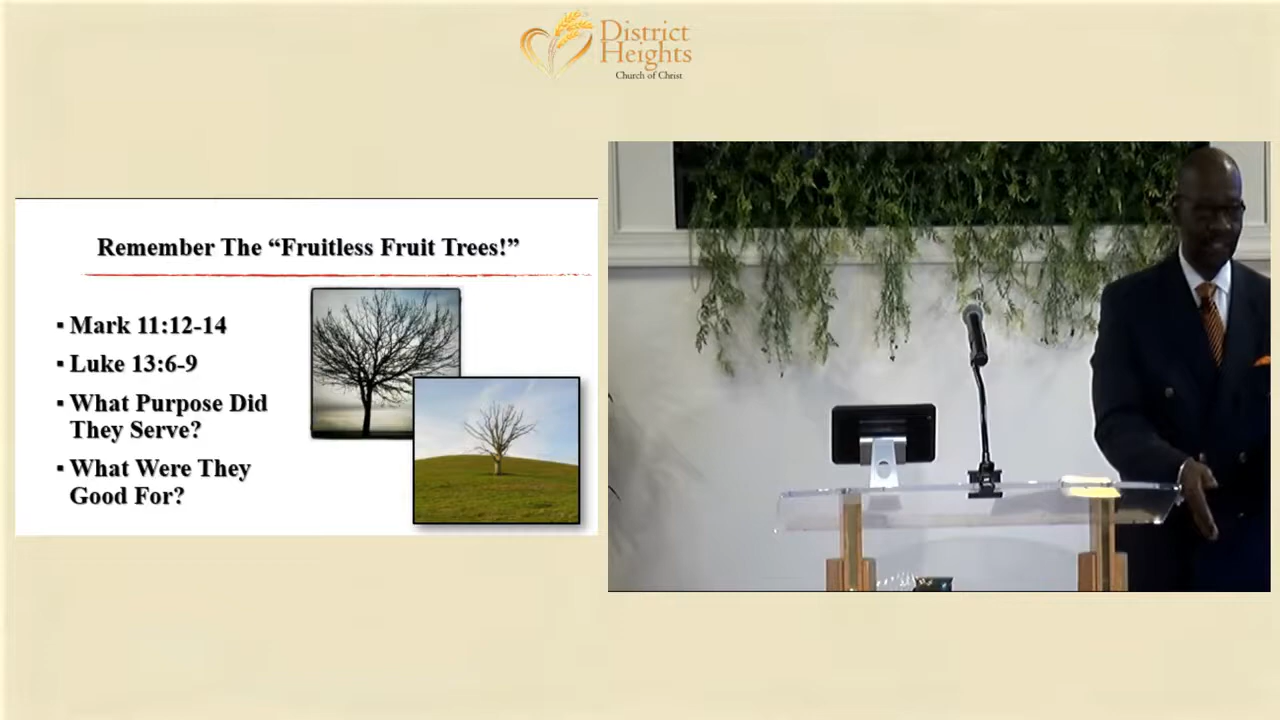 District
Heights
Church of Christ
Remember The “Fruitless Fruit Trees!”
▪ Mark 11:12-14
▪ Luke 13:6-9
▪ What Purpose Did
They Serve?
▪ What Were They
Good For?